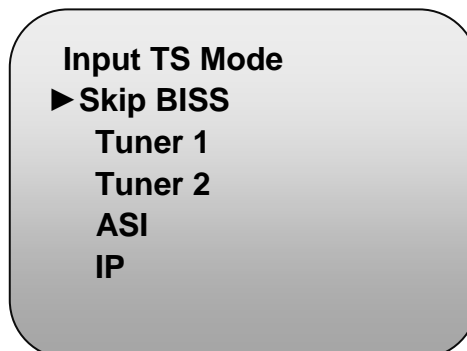 Input TS Mode
►Skip BISS
Tuner 1
Tuner 2
ASI
IP